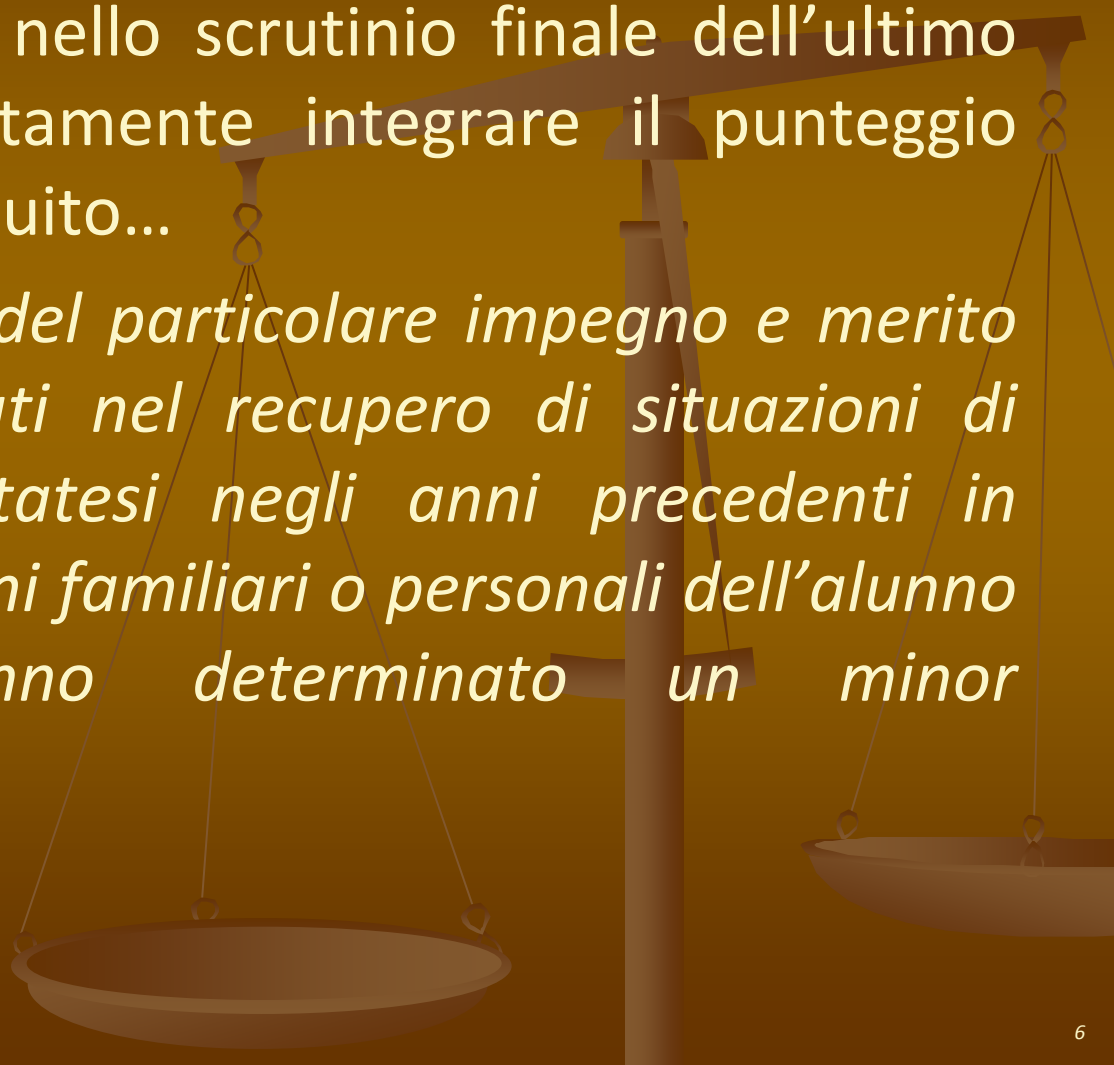 nello scrutinio finale dell’ultimo
tamente integrare il punteggio
uito…
del particolare impegno e merito
ti nel recupero di situazioni di
tatesi negli anni precedenti in
ni familiari o personali dell’alunno
nno determinato un minor
6